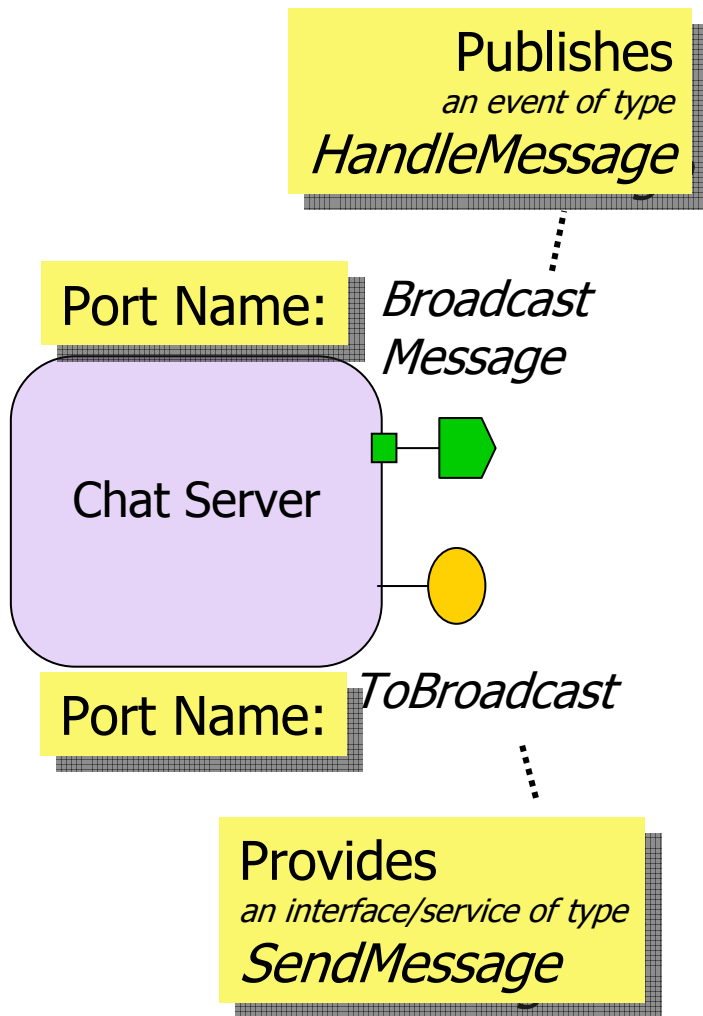 Publishes
an event of type
HandleMessage
Port Name:
Broadcast
Message
Chat Server
Port Name:
ToBroadcast
Provides
an interface/service of type
SendMessage